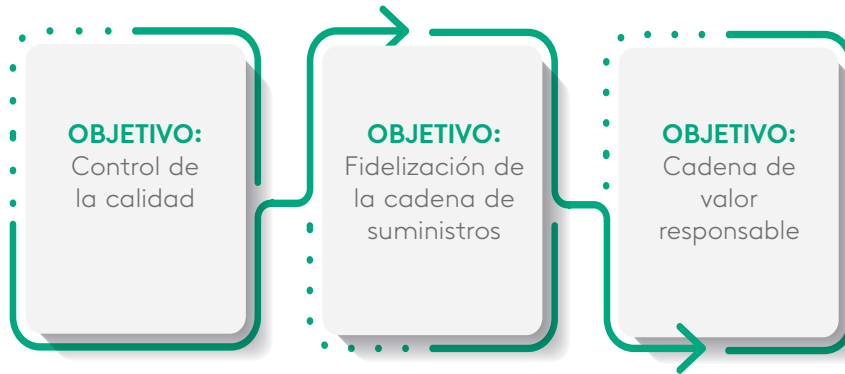 OBJETIVO:
Control de
la calidad
OBJETIVO:
Fidelización de
la cadena de
suministros
OBJETIVO:
Cadena de
valor
responsable